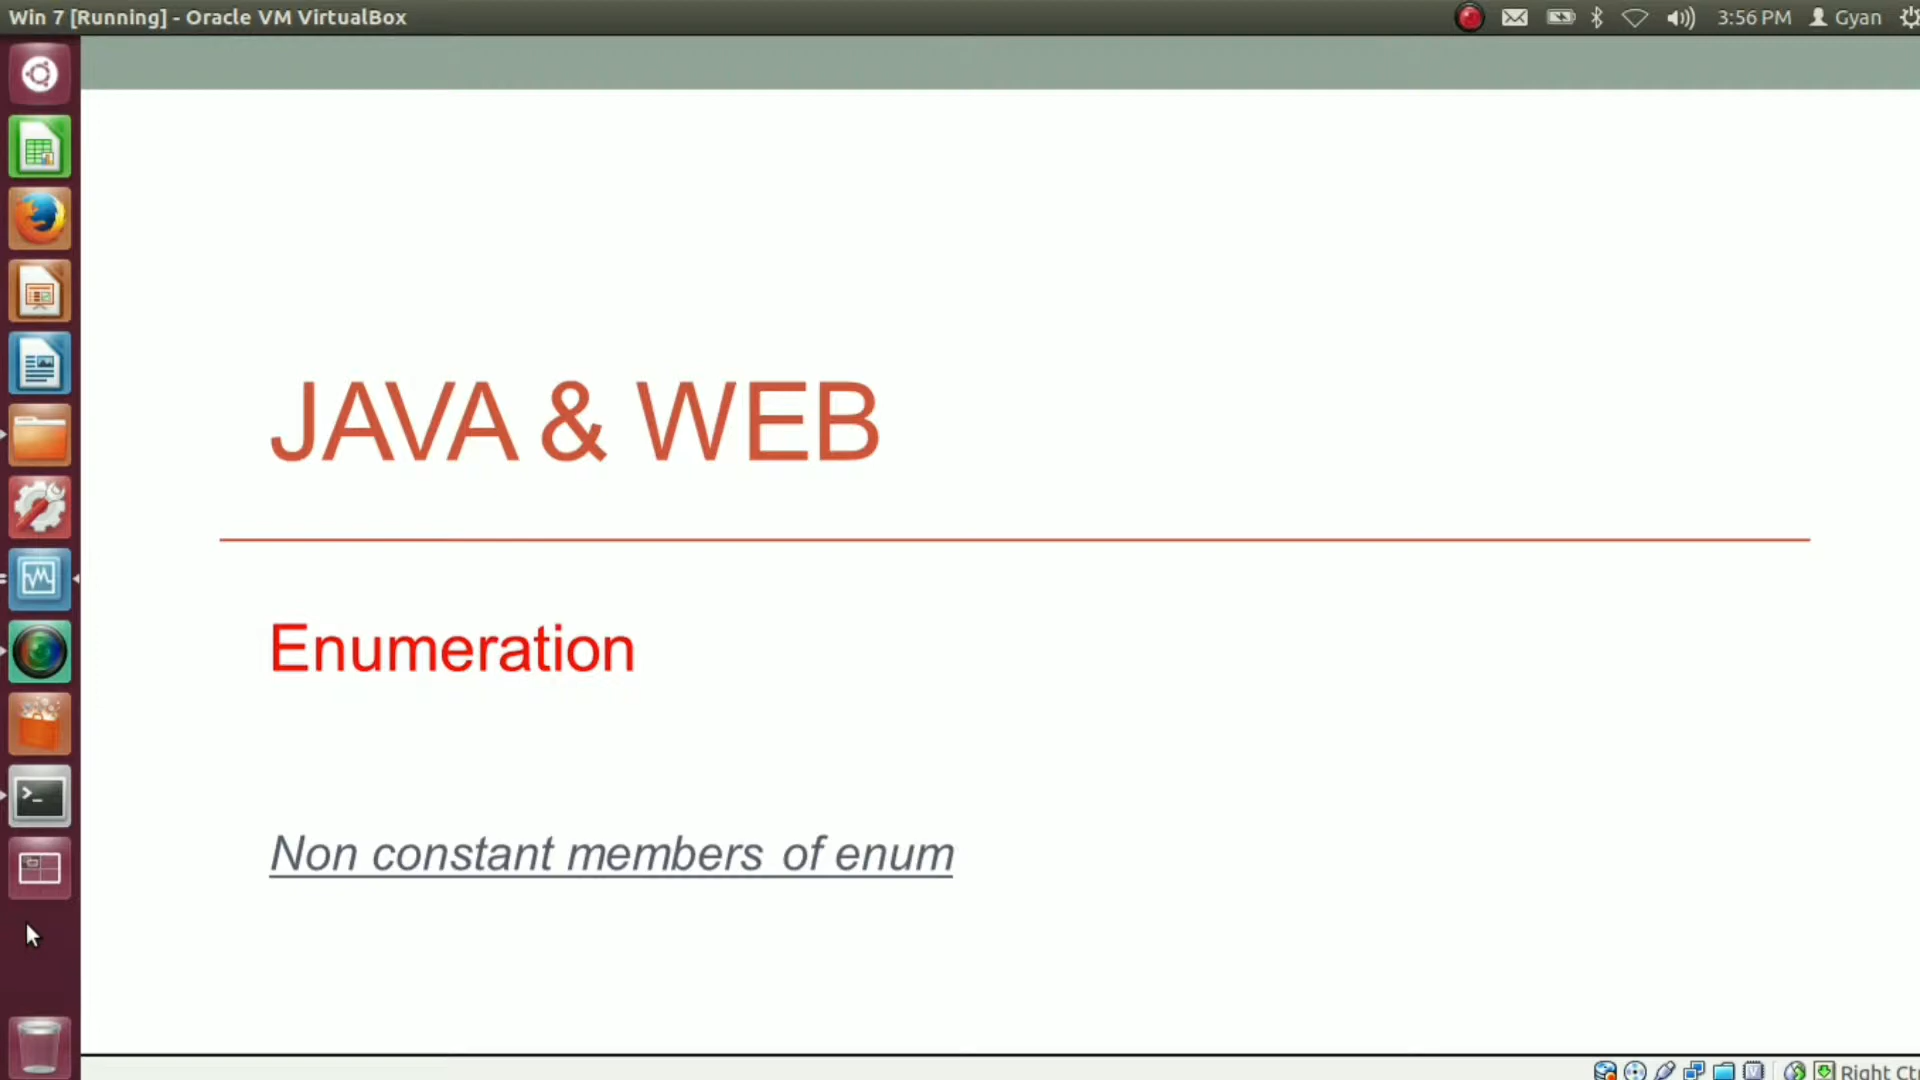 Win 7 [Running] - Oracle VM VirtualBox
3:56 PM Gyan
JAVA & WEB
Enumeration
Non constant members of enum
Right